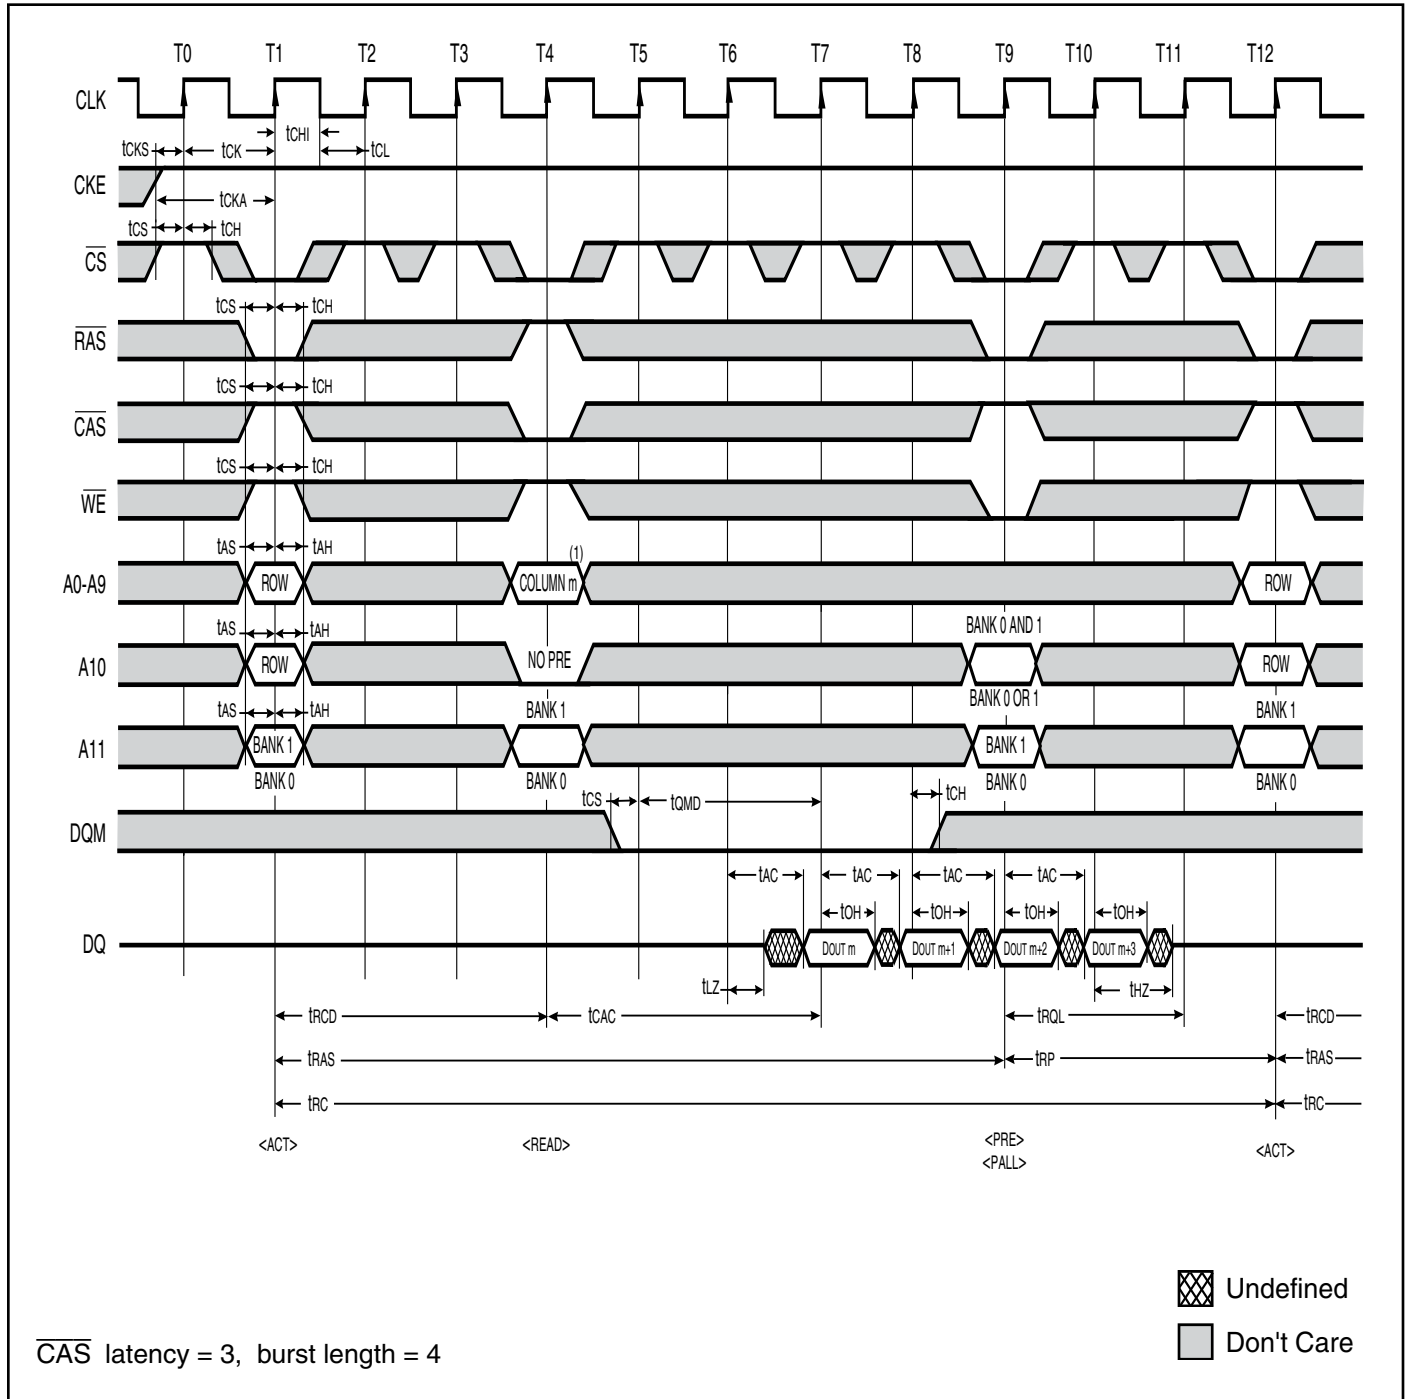 T0 T1 T2 T3 T4 T5 T6 T7 T8 T9 T10 T11 T12
CLK
tCHI
tCKS tCK tCL
CKE
tCKA
tCS tCH
CS
tCS tCH
RAS
tCS tCH
CAS
tCS tCH
WE
tAS tAH (1)
A0-A9 ROW COLUMN m ROW
tAS tAH BANK 0 AND 1
A10 ROW NO PRE ROW
BANK 0 OR 1
tAS tAH BANK 1 BANK 1
A11 BANK 1 BANK 1
BANK 0 BANK 0 BANK 0 BANK 0
tCS tQMD tCH
DQM
tAC tAC tAC tAC
tOH tOH tOH tOH
DQ DOUT m DOUT m+1 DOUT m+2 DOUT m+3
tLZ tHZ
tRCD tCAC tRQL tRCD
tRAS tRP tRAS
tRC tRC
<ACT> <READ> <PRE> <ACT>
<PALL>
Undefined
Don't Care
CAS latency = 3, burst length = 4